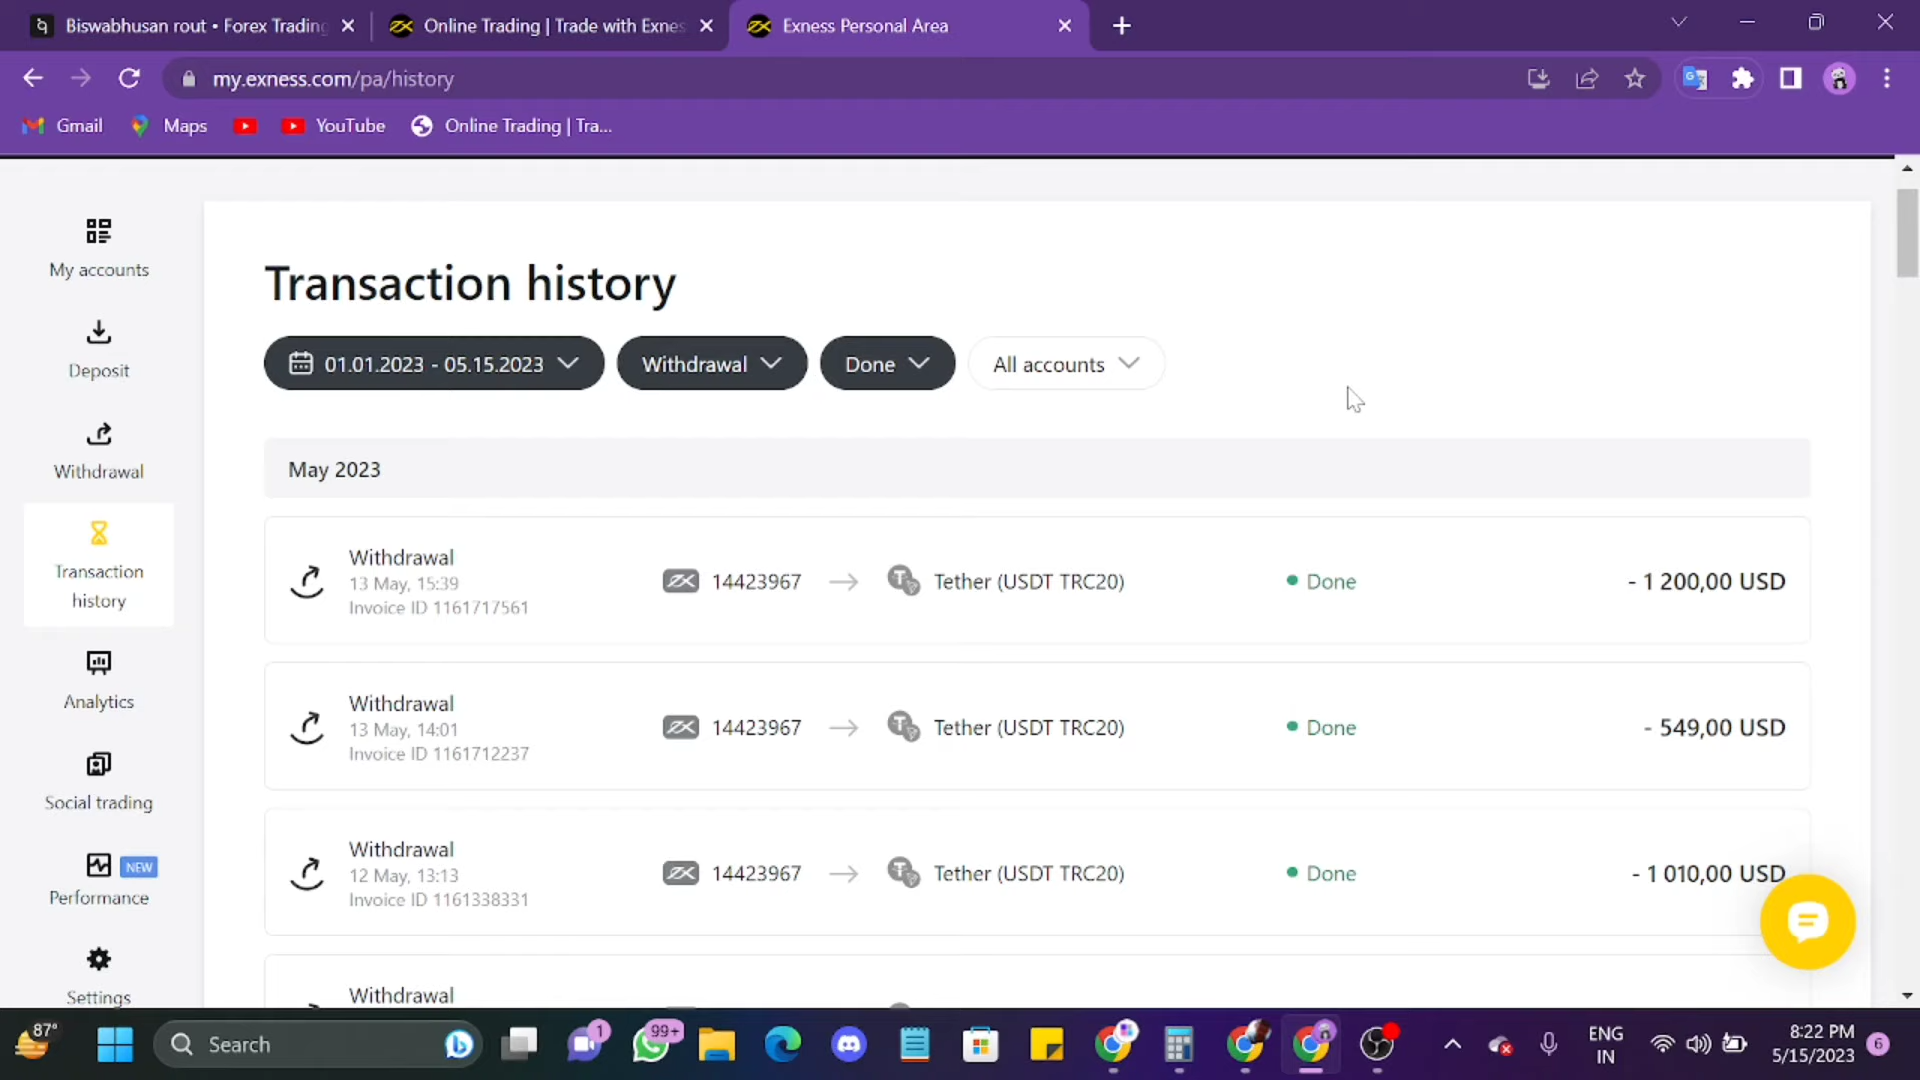 Biswabhusan rout • Forex Trading
Online Trading | Trade with Exnes
Exness Personal Area
my.exness.com/pa/history
Gmail
Maps
YouTube
Online Trading | Tra...
My accounts
Deposit
Withdrawal
Transaction
history
Analytics
Social trading
NEW
Performance
Settings
Transaction history
01.01.2023 - 05.15.2023
Withdrawal
Done
All accounts
May 2023
Withdrawal
13 May, 15:39
Invoice ID 1161717561
14423967
Tether (USDT TRC20)
Done
- 1 200,00 USD
Withdrawal
13 May, 14:01
Invoice ID 1161712237
14423967
Tether (USDT TRC20)
Done
- 549,00 USD
Withdrawal
12 May, 13:13
Invoice ID 1161338331
14423967
Tether (USDT TRC20)
Done
- 1 010,00 USD
Withdrawal
87°
Search
1
99+
ENG
IN
8:22 PM
5/15/2023
6